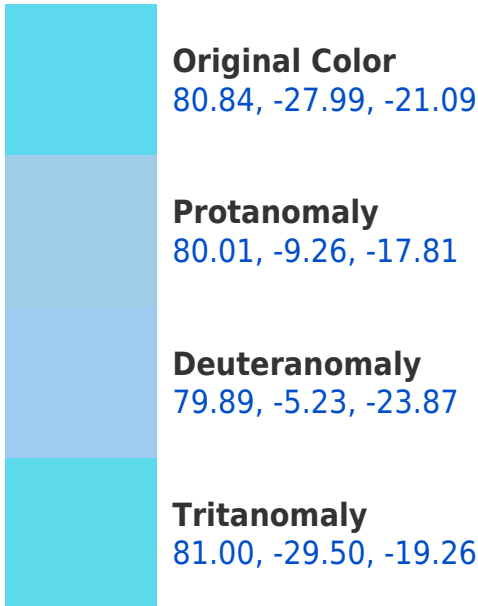 Original Color
80.84, -27.99, -21.09
Protanomaly
80.01, -9.26, -17.81
Deuteranomaly
79.89, -5.23, -23.87
Tritanomaly
81.00, -29.50, -19.26